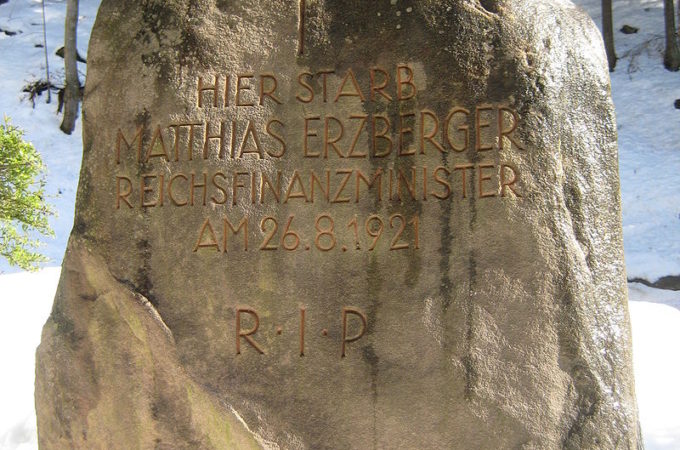 HIER STARB
MATTHIAS ERZBERGER
REICHSFINANZMINISTER
AM 26.8.1921
R·I·P